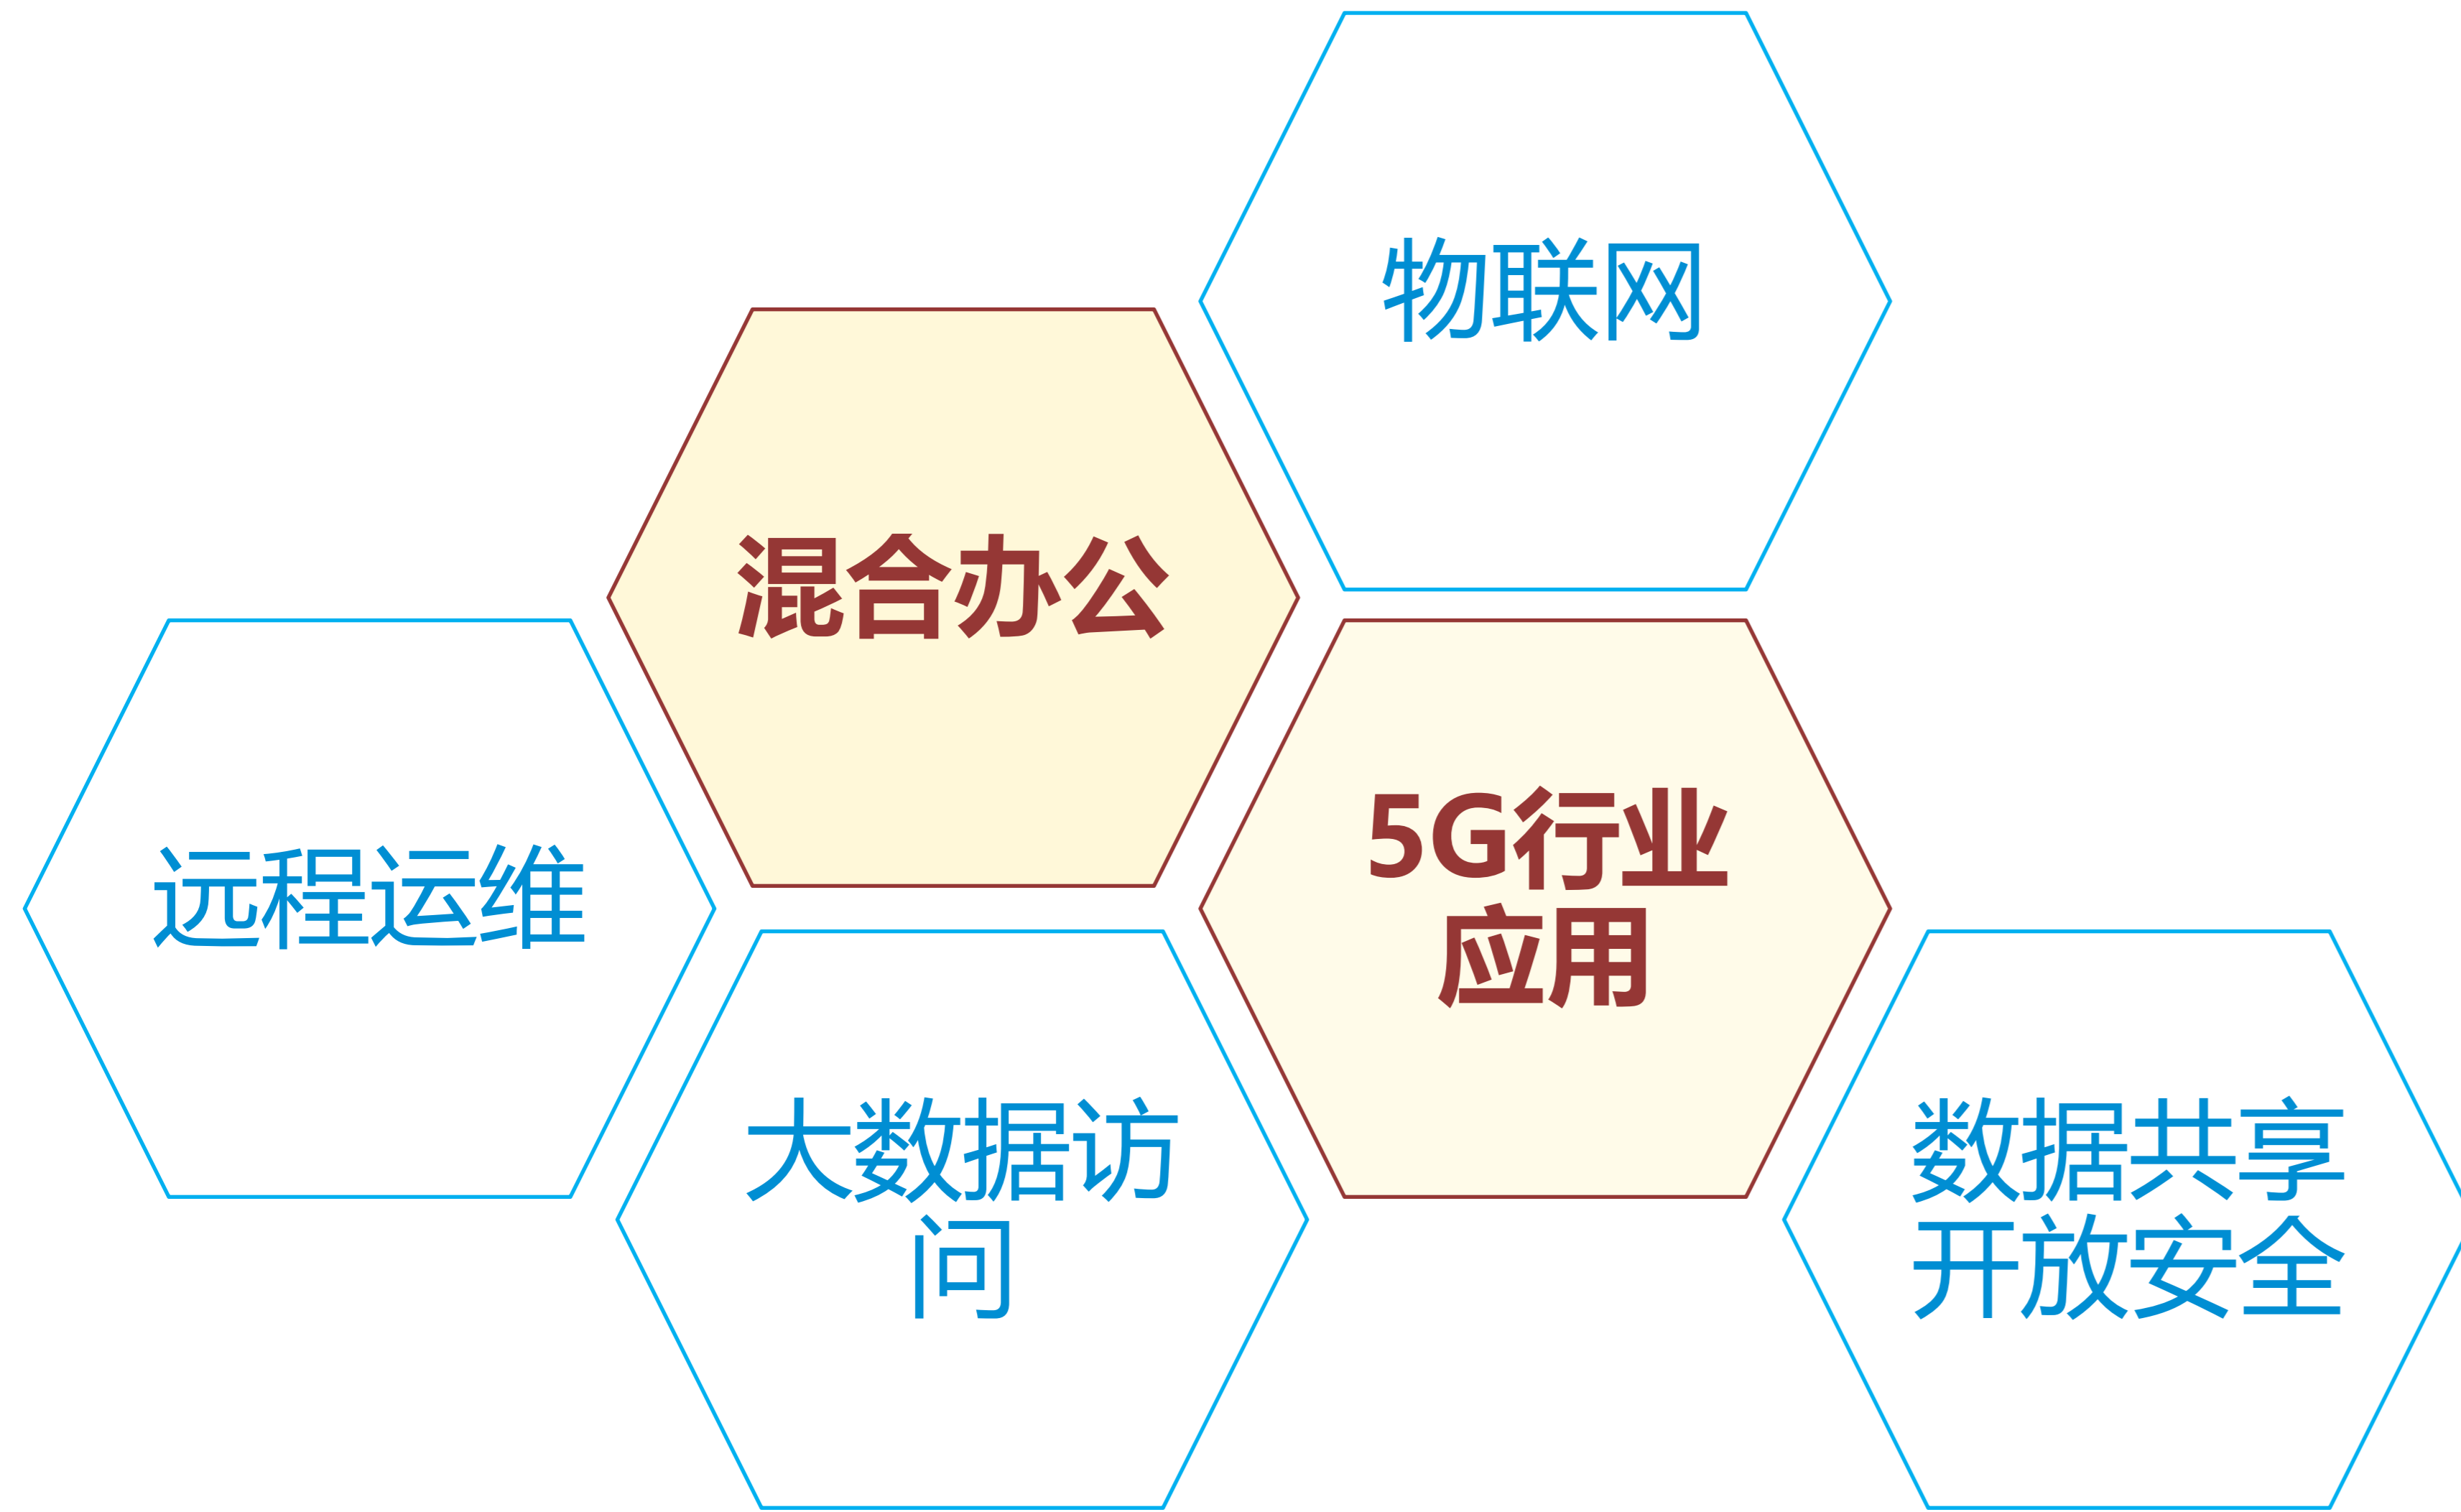 物联网
混合办公
5G行业
应用
远程运维
大数据访
问
数据共享
开放安全